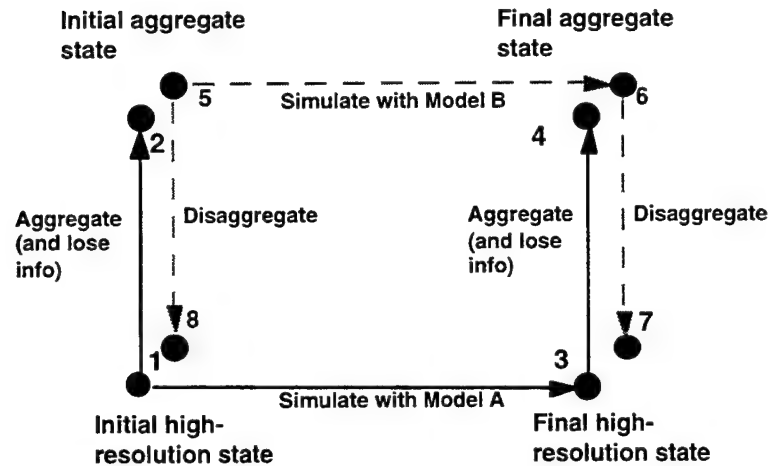 Initial aggregate
state
Final aggregate
state
5
Simulate with Model B
6
2
4
Aggregate
(and lose
info)
Disaggregate
Aggregate
(and lose
info)
Disaggregate
8
7
1
3
Simulate with Model A
Initial high-
resolution state
Final high-
resolution state